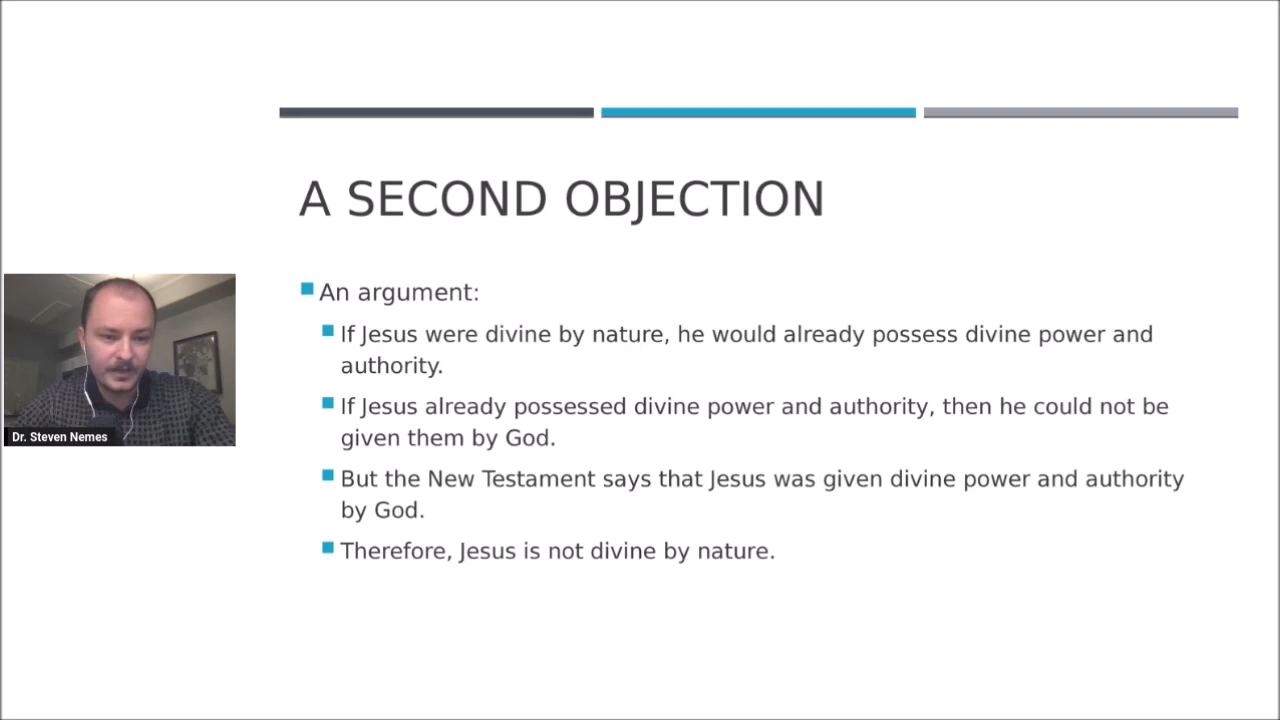 A SECOND OBJECTION
An argument:
If Jesus were divine by nature, he would already possess divine power and
authority.
If Jesus already possessed divine power and authority, then he could not be
given them by God.
But the New Testament says that Jesus was given divine power and authority
by God.
Therefore, Jesus is not divine by nature.
Dr. Steven Nemes